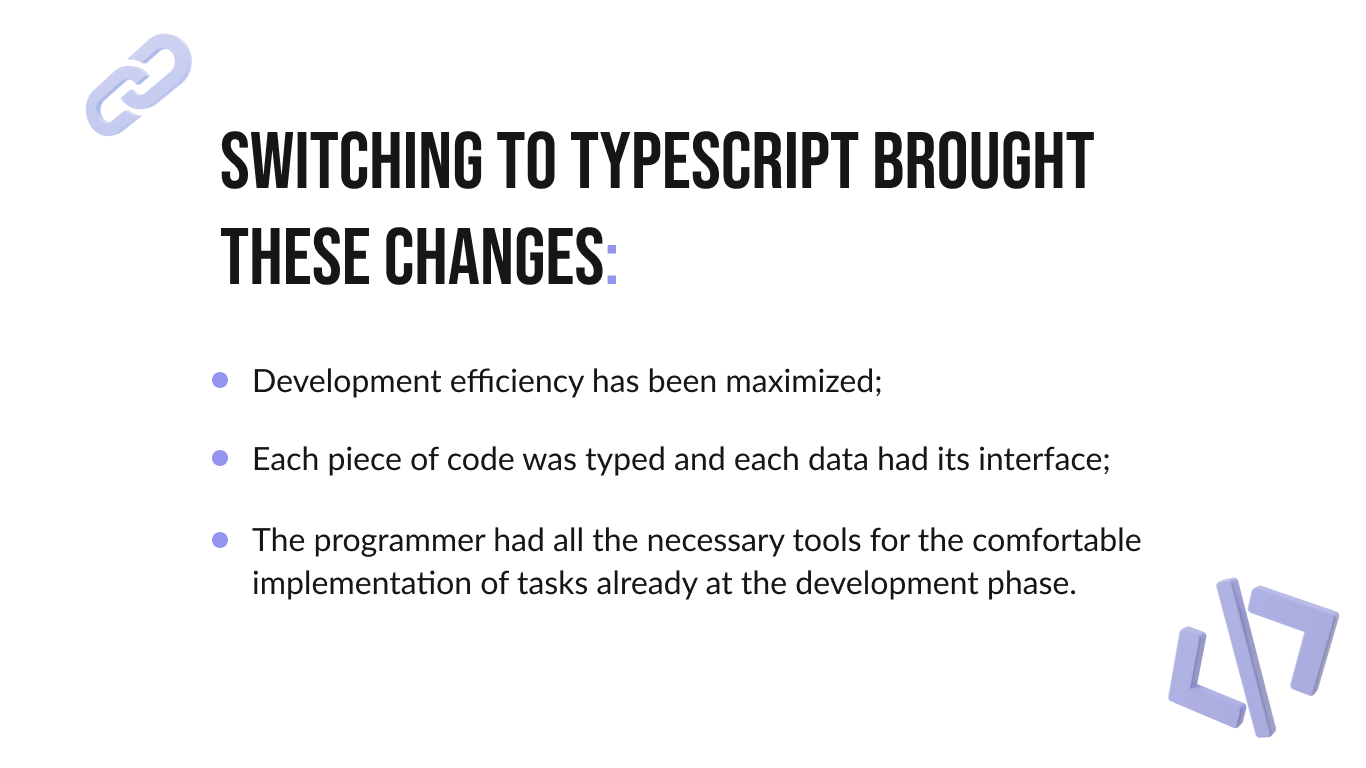 SWITCHING TO TYPESCRIPT BROUGHT
THESE CHANGES:
Development efficiency has been maximized;
Each piece of code was typed and each data had its interface;
The programmer had all the necessary tools for the comfortable
implementation of tasks already at the development phase.